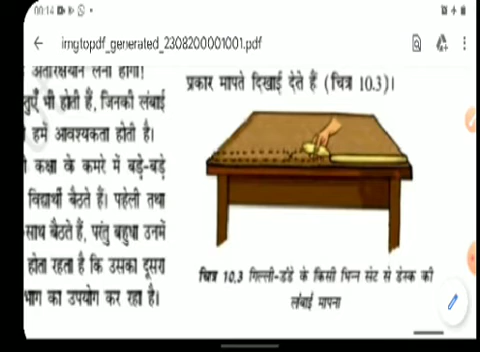 00:14
imgtopdf_generated_2308200001001.pdf
अंतरिक्षयान लेना होगा!
तुएँ भी होती हैं, जिनकी लंबाई
हमें आवश्यकता होती है।
कक्षा के कमरे में बड़े-बड़े
विद्यार्थी बैठते हैं। पहेली तथा
साथ बैठते हैं, परंतु बहुधा उनमें
होता रहता है कि उसका दूसरा
भाग का उपयोग कर रहा है।
प्रकार मापते दिखाई देते हैं (चित्र 10.3)।
चित्र 10.3 गिल्ली-डंडे के किसी भिन्न सेट से डेस्क की
लंबाई मापना